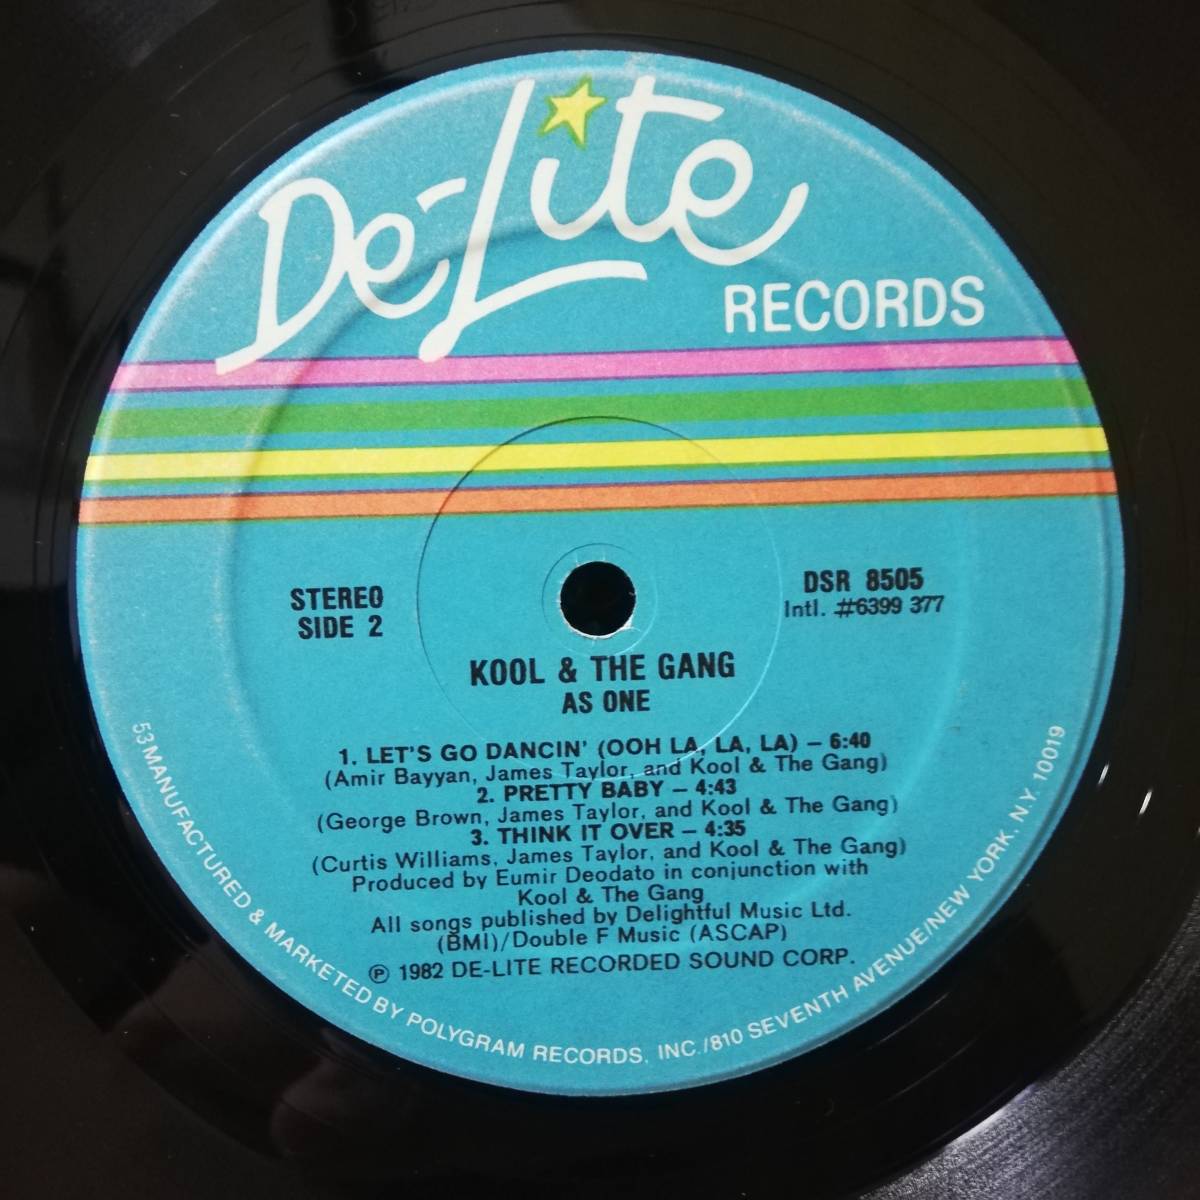 De-Lite
RECORDS
STEREO
SIDE 2
DSR 8505
Intl. #6399 377
KOOL & THE GANG
AS ONE
1. LET'S GO DANCIN' (OOH LA, LA, LA) – 6:40
(Amir Bayyan, James Taylor, and Kool & The Gang)
2. PRETTY BABY – 4:43
(George Brown, James Taylor, and Kool & The Gang)
3. THINK IT OVER – 4:35
(Curtis Williams, James Taylor, and Kool & The Gang)
Produced by Eumir Deodato in conjunction with
Kool & The Gang
All songs published by Delightful Music Ltd.
(BMI)/Double F Music (ASCAP)
℗ 1982 DE-LITE RECORDED SOUND CORP.
53 MANUFACTURED & MARKETED BY POLYGRAM RECORDS, INC./810 SEVENTH AVENUE/NEW YORK, N.Y. 10019